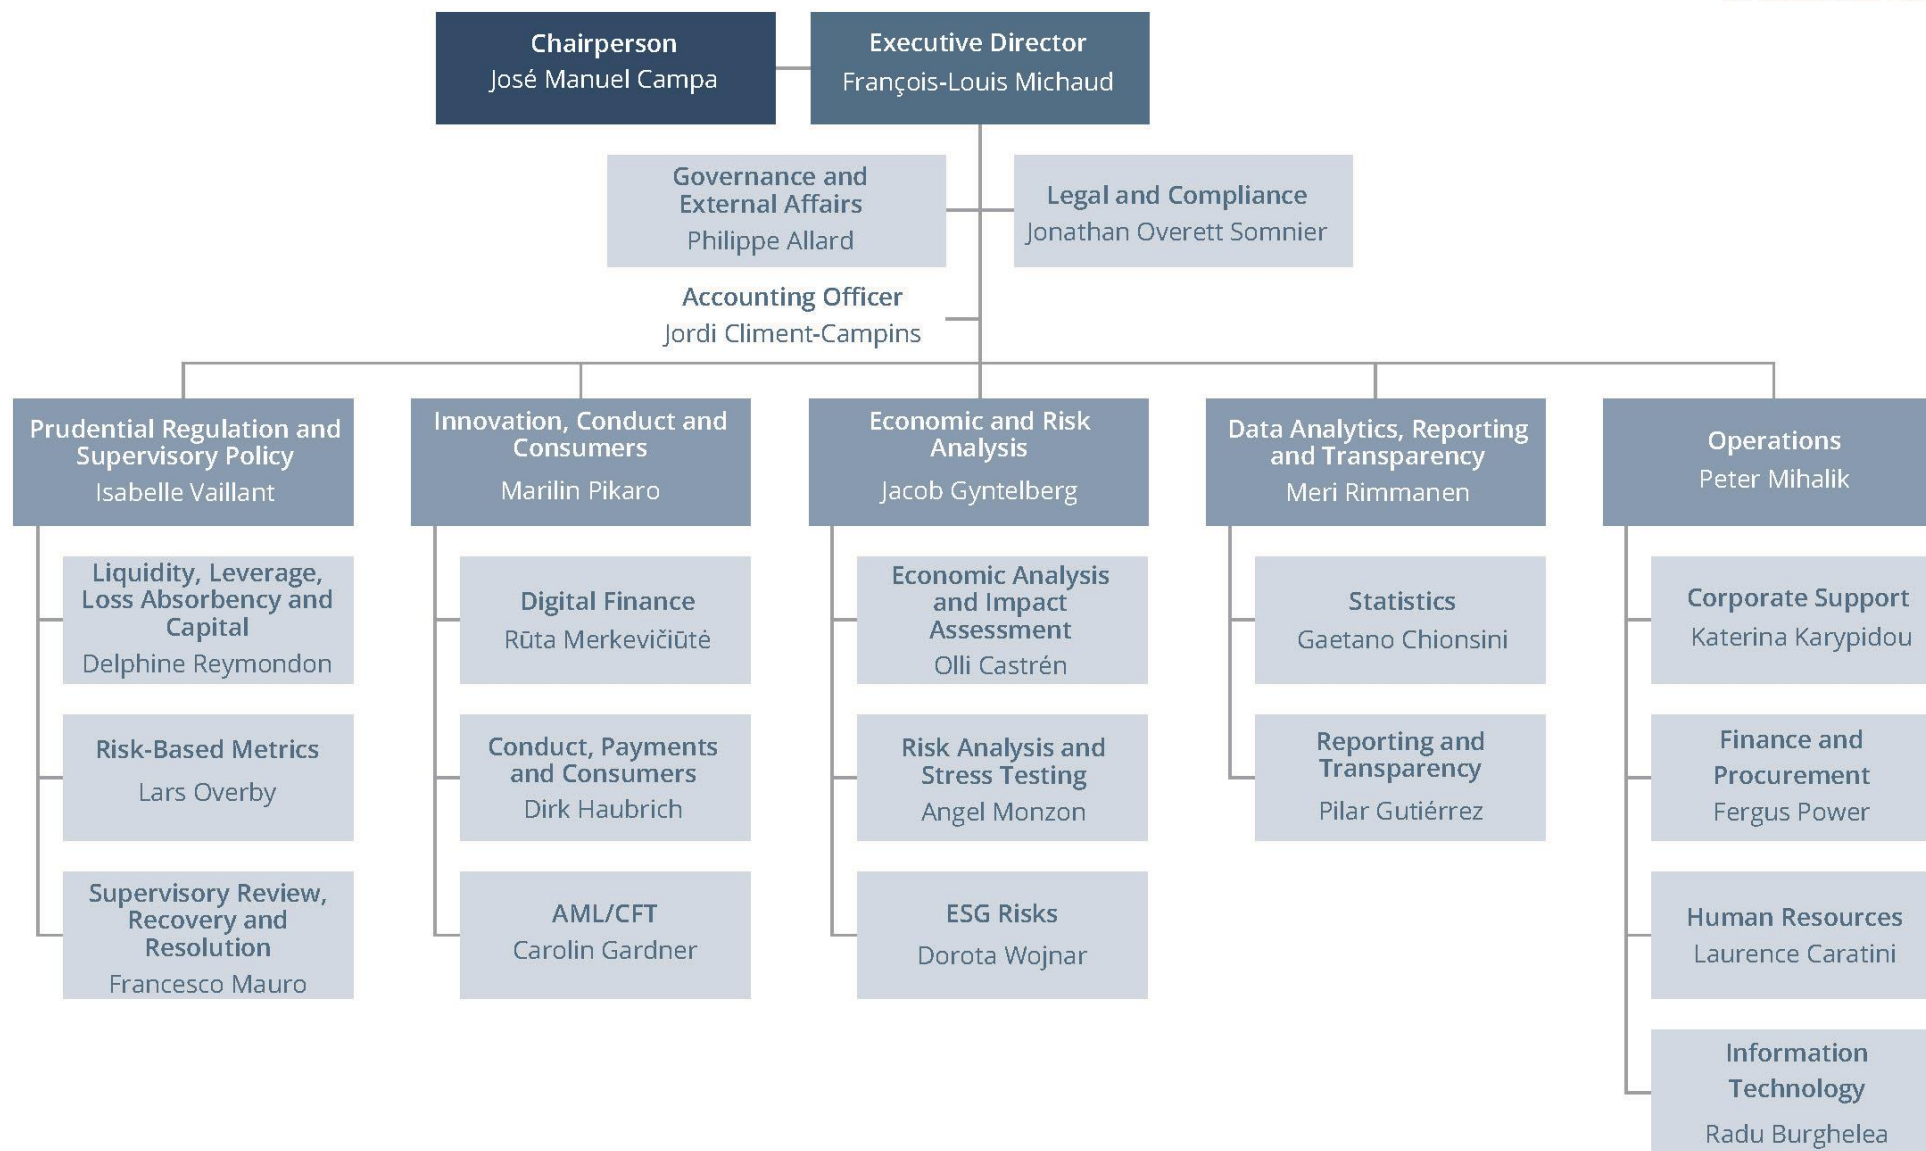 Chairperson
José Manuel Campa
Executive Director
François-Louis Michaud
Governance and
External Affairs
Philippe Allard
Legal and Compliance
Jonathan Overett Somnier
Accounting Officer
Jordi Climent-Campins
Prudential Regulation and
Supervisory Policy
Isabelle Vaillant
Liquidity, Leverage,
Loss Absorbency and
Capital
Delphine Reymondon
Risk-Based Metrics
Lars Overby
Supervisory Review,
Recovery and
Resolution
Francesco Mauro
Innovation, Conduct and
Consumers
Marilin Pikaro
Digital Finance
Rūta Merkevičiūtė
Conduct, Payments
and Consumers
Dirk Haubrich
AML/CFT
Carolin Gardner
Economic and Risk
Analysis
Jacob Gyntelberg
Economic Analysis
and Impact
Assessment
Olli Castrén
Risk Analysis and
Stress Testing
Angel Monzon
ESG Risks
Dorota Wojnar
Data Analytics, Reporting
and Transparency
Meri Rimmanen
Statistics
Gaetano Chionsini
Reporting and
Transparency
Pilar Gutiérrez
Operations
Peter Mihalik
Corporate Support
Katerina Karypidou
Finance and
Procurement
Fergus Power
Human Resources
Laurence Caratini
Information
Technology
Radu Burghelea